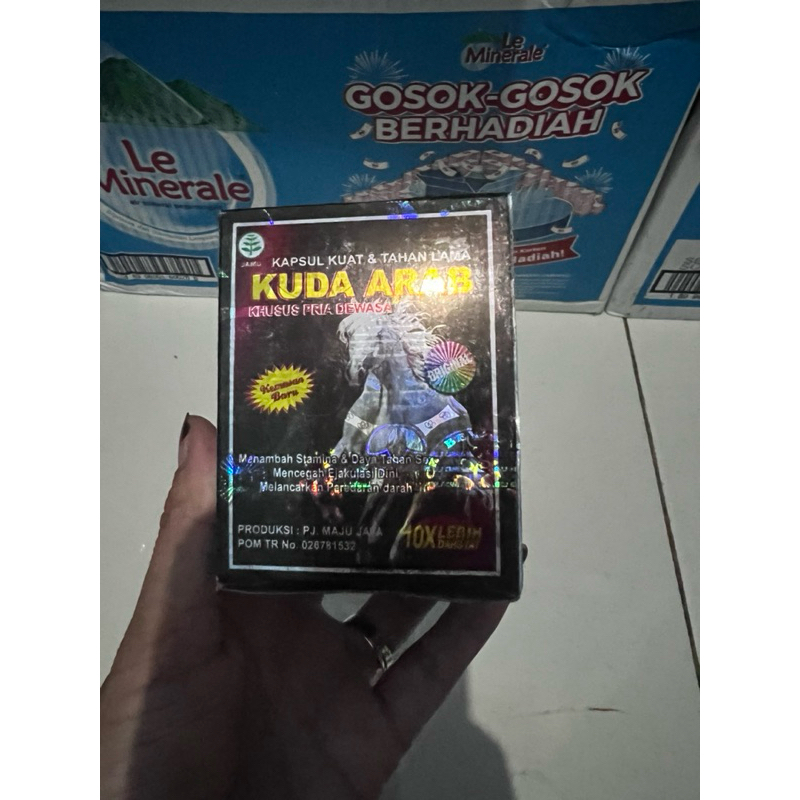 Le
Minerale
GOSOK-GOSOK
BERHADIAH
Le
Minerale
JAMU
KAPSUL KUAT & TAHAN LAMA
KUDA ARAB
KHUSUS PRIA DEWASA
ORIGINAL
Kemasan
Baru
Menambah Stamina & Daya Tahan
Mencegah Ejakulasi Dini
Melancarkan Peredaran darah
PRODUKSI : PJ. MAJU JAYA
POM TR No. 026781532
10X LEBIH